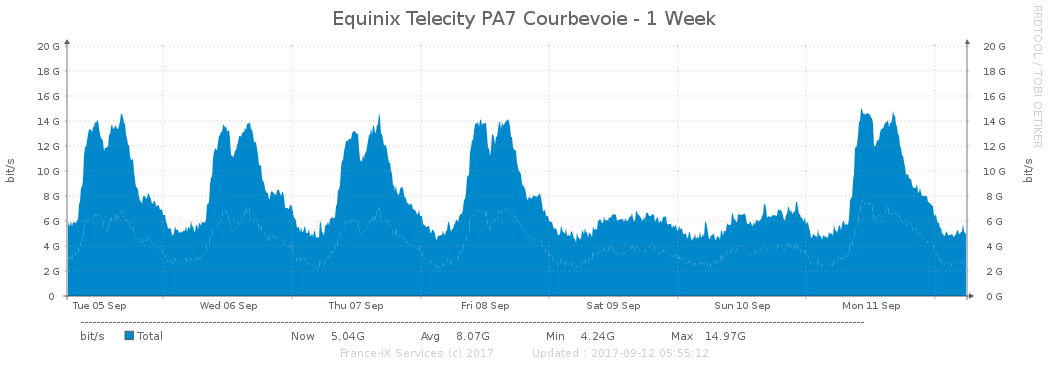 Equinix Telecity PA7 Courbevoie - 1 Week
RRDTOOL / TOBI OETIKER
bit/s
20 G 20 G
18 G 18 G
16 G 16 G
14 G 14 G
12 G 12 G
10 G 10 G
8 G 8 G
6 G 6 G
4 G 4 G
2 G 2 G
0 0 G
bit/s
Tue 05 Sep Wed 06 Sep Thu 07 Sep Fri 08 Sep Sat 09 Sep Sun 10 Sep Mon 11 Sep
bit/s Total Now 5.04G Avg 8.07G Min 4.24G Max 14.97G
France-IX Services (c) 2017 Updated : 2017-09-12 05:55:12